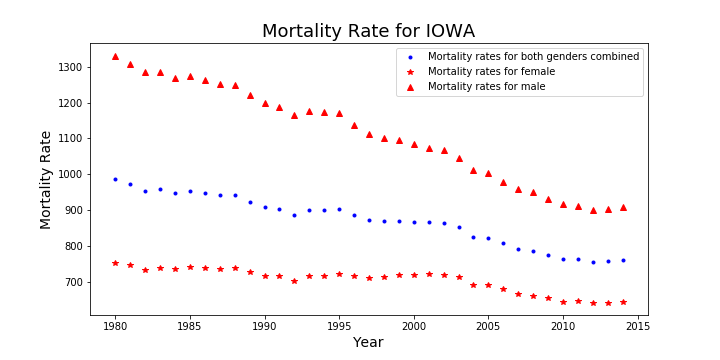 Mortality Rate for IOWA
Mortality rates for both genders combined
Mortality rates for female
Mortality rates for male
Mortality Rate
1300
1200
1100
1000
900
800
700
1980 1985 1990 1995 2000 2005 2010 2015
Year